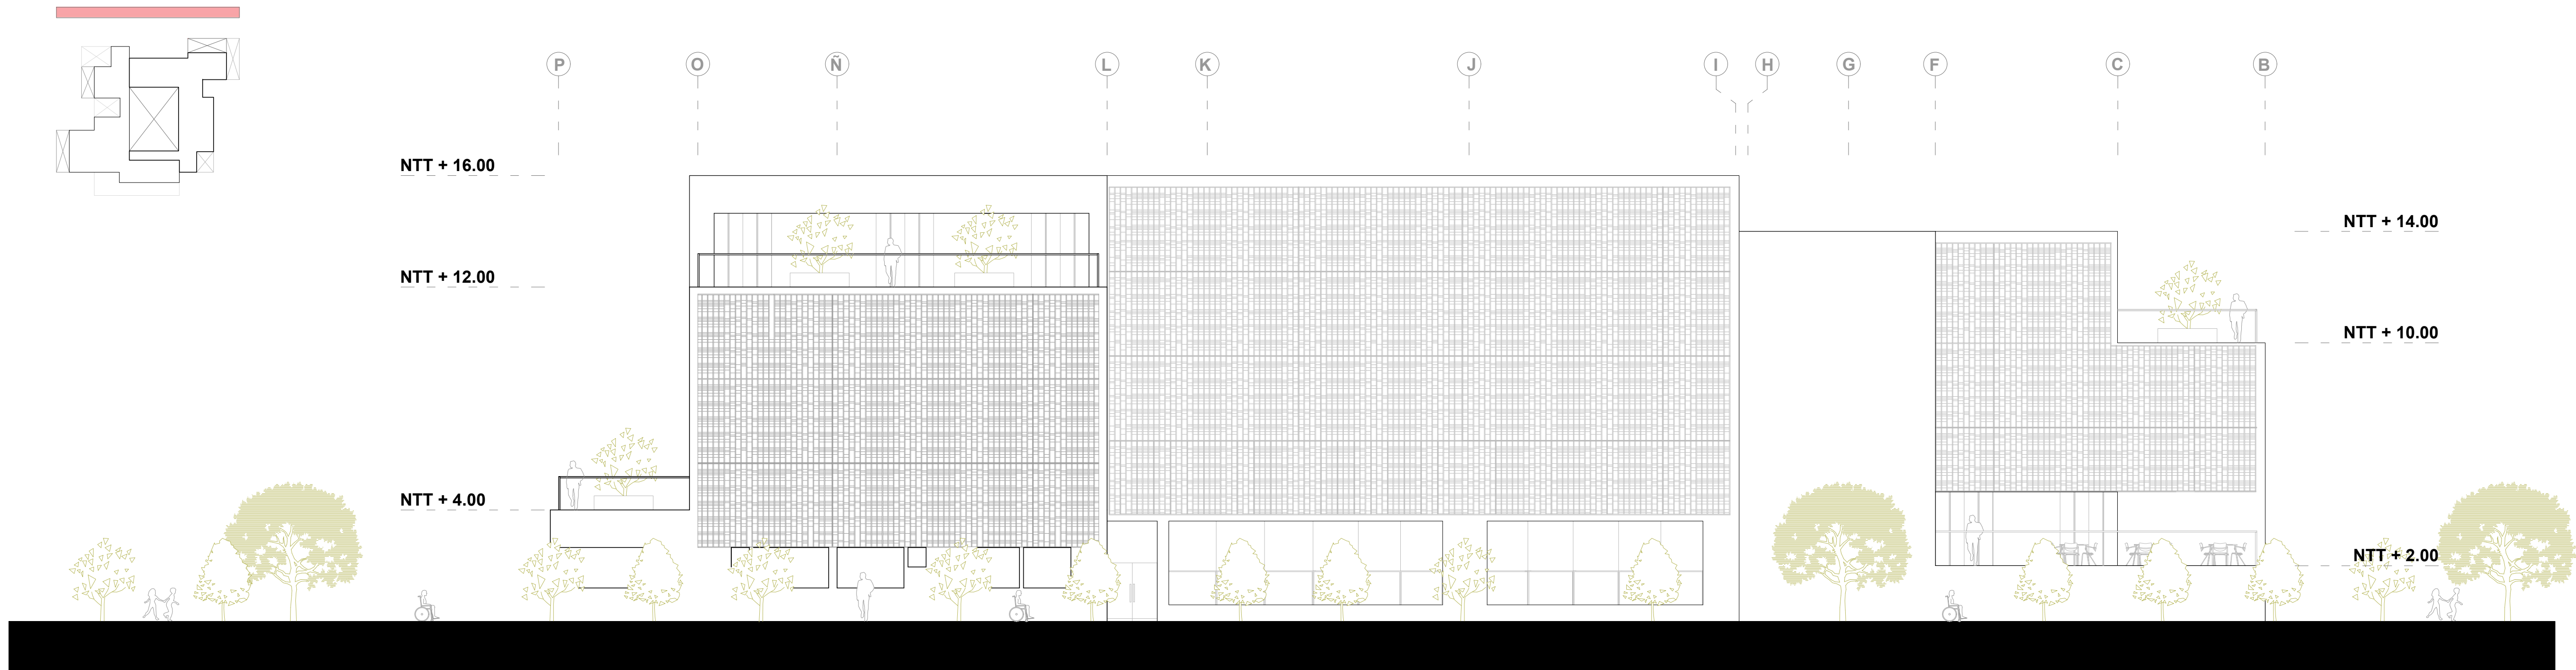 P O Ñ L K J I H G F C B
NTT + 16.00
NTT + 14.00
NTT + 12.00
NTT + 10.00
NTT + 4.00
NTT + 2.00